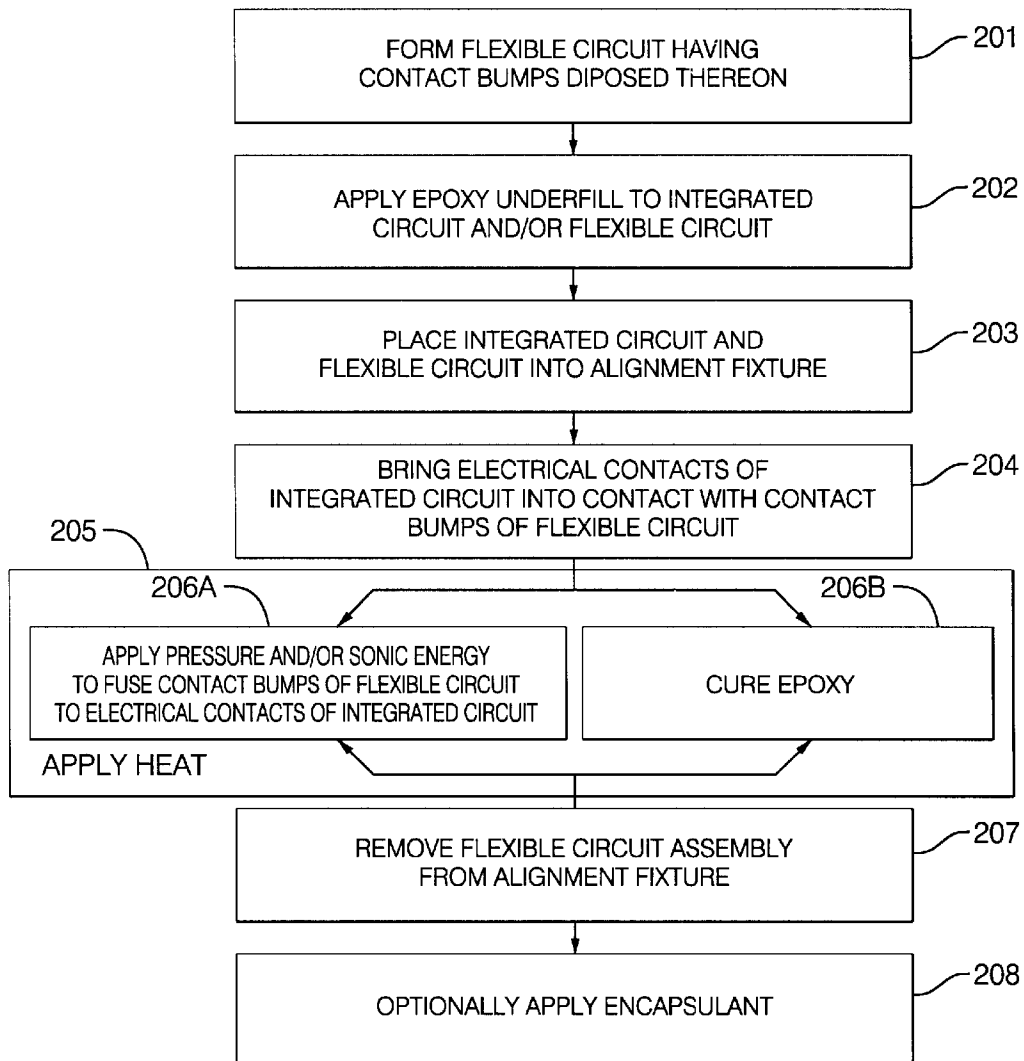 FORM FLEXIBLE CIRCUIT HAVING
CONTACT BUMPS DIPOSED THEREON
201
APPLY EPOXY UNDERFILL TO INTEGRATED
CIRCUIT AND/OR FLEXIBLE CIRCUIT
202
PLACE INTEGRATED CIRCUIT AND
FLEXIBLE CIRCUIT INTO ALIGNMENT FIXTURE
203
BRING ELECTRICAL CONTACTS OF
INTEGRATED CIRCUIT INTO CONTACT WITH CONTACT
BUMPS OF FLEXIBLE CIRCUIT
204
205
206A
APPLY PRESSURE AND/OR SONIC ENERGY
TO FUSE CONTACT BUMPS OF FLEXIBLE CIRCUIT
TO ELECTRICAL CONTACTS OF INTEGRATED CIRCUIT
206B
CURE EPOXY
APPLY HEAT
REMOVE FLEXIBLE CIRCUIT ASSEMBLY
FROM ALIGNMENT FIXTURE
207
OPTIONALLY APPLY ENCAPSULANT
208